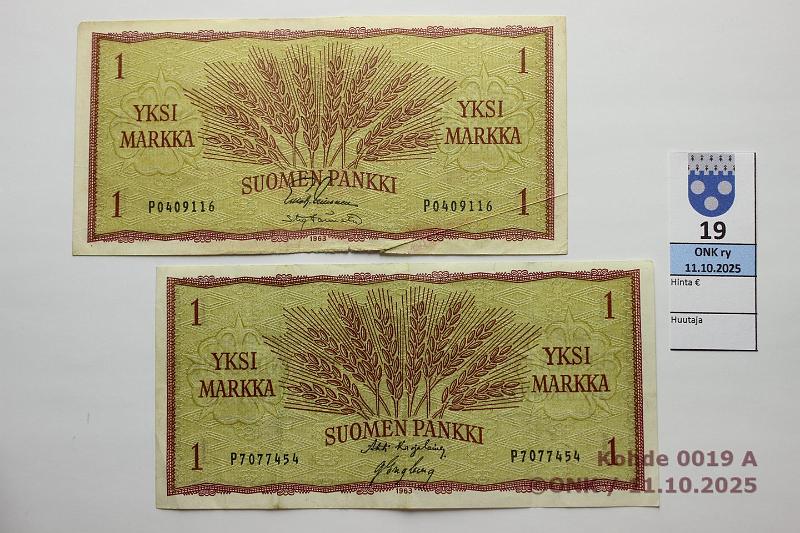 1 1
YKSI MARKKA
YKSI MARKKA
SUOMEN PANKKI
1 P0409116 P0409116 1
1963
1 1
YKSI MARKKA
YKSI MARKKA
SUOMEN PANKKI
1 P7077454 P7077454 1
1963
19
ONK ry
11.10.2025
Hinta €
Huutaja
Kohde 0019 A
©ONK / 11.10.2025